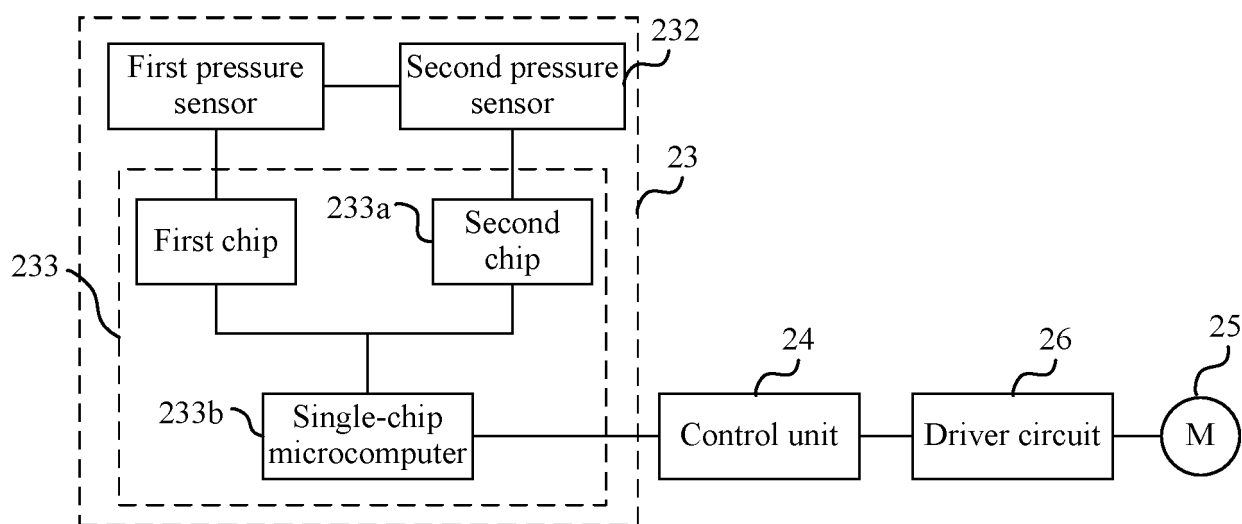 232
First pressure
sensor
Second pressure
sensor
23
233a
First chip
Second
chip
233
24
26
25
233b
Single-chip
microcomputer
Control unit
Driver circuit
M